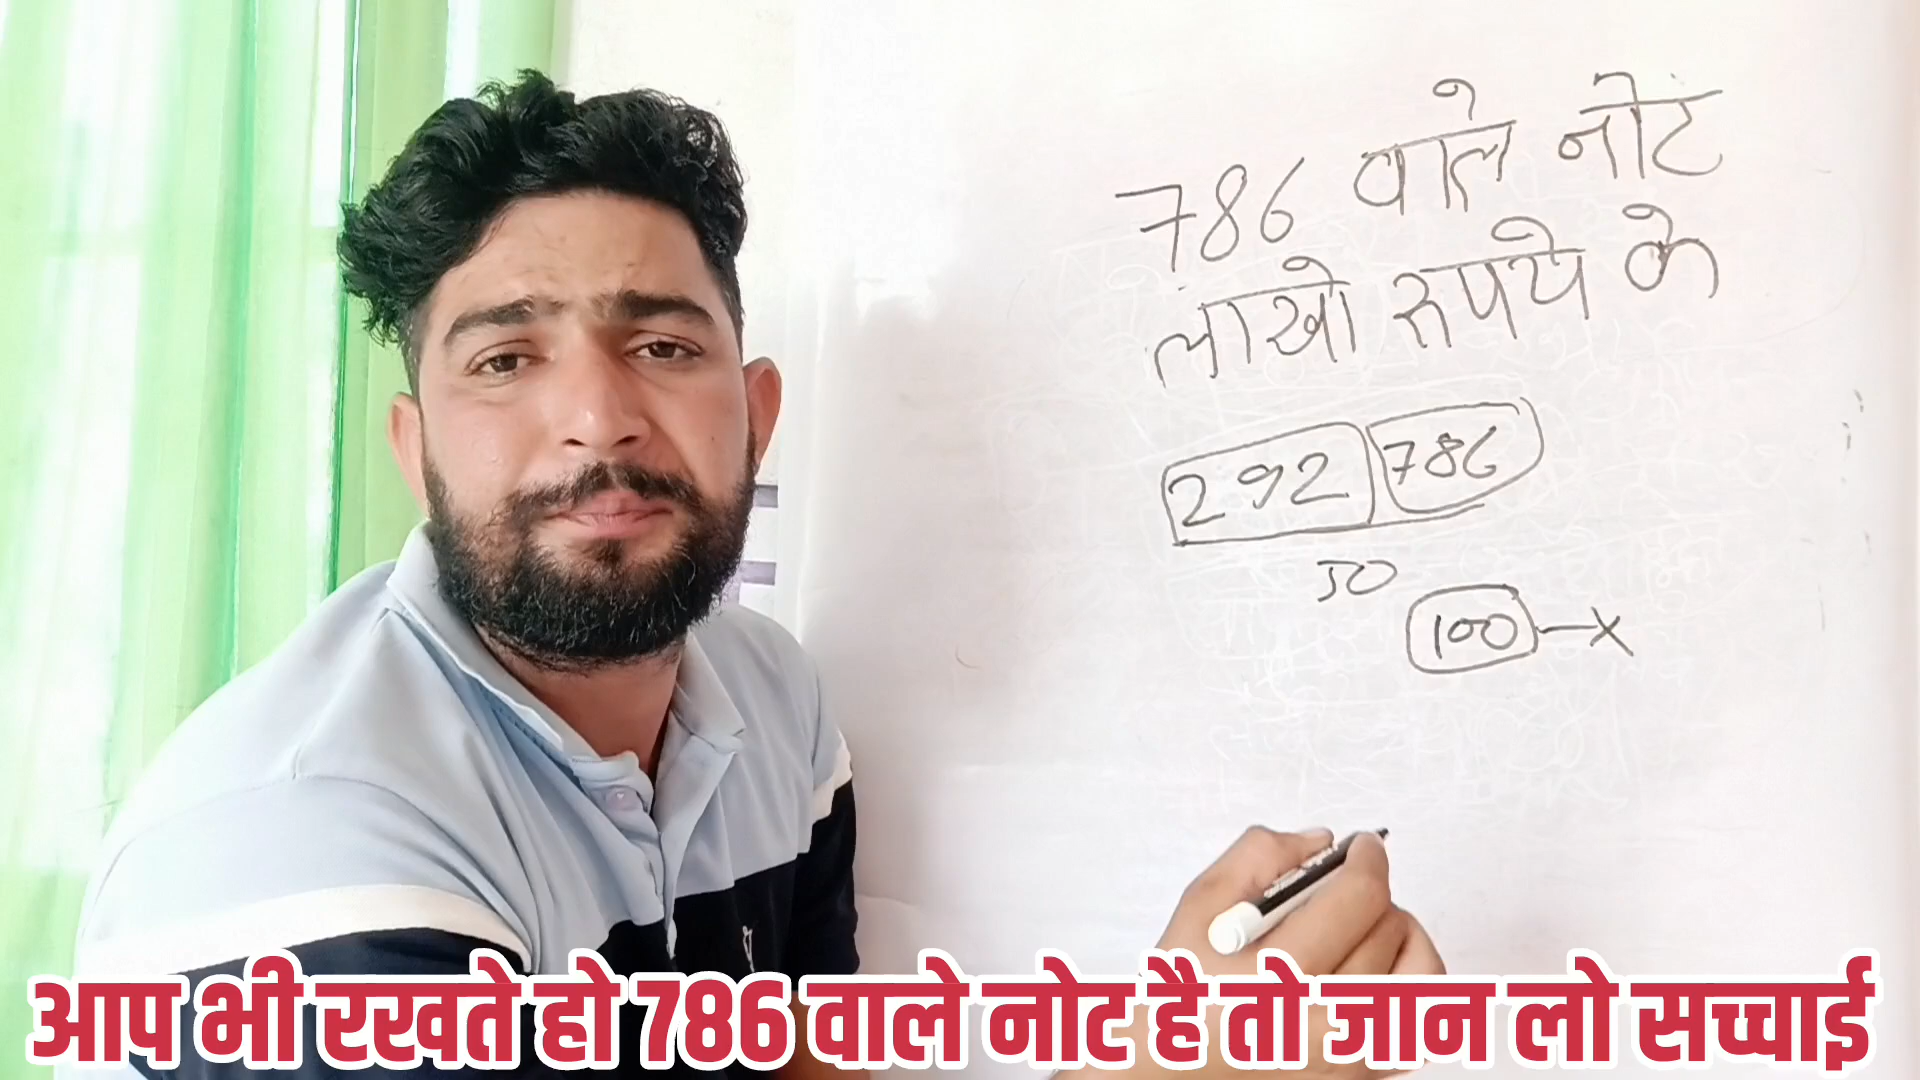 786 वाले नोट
लाखो रुपये के
292 786
50
100 — X
आप भी रखते हो 786 वाले नोट है तो जान लो सच्चाई